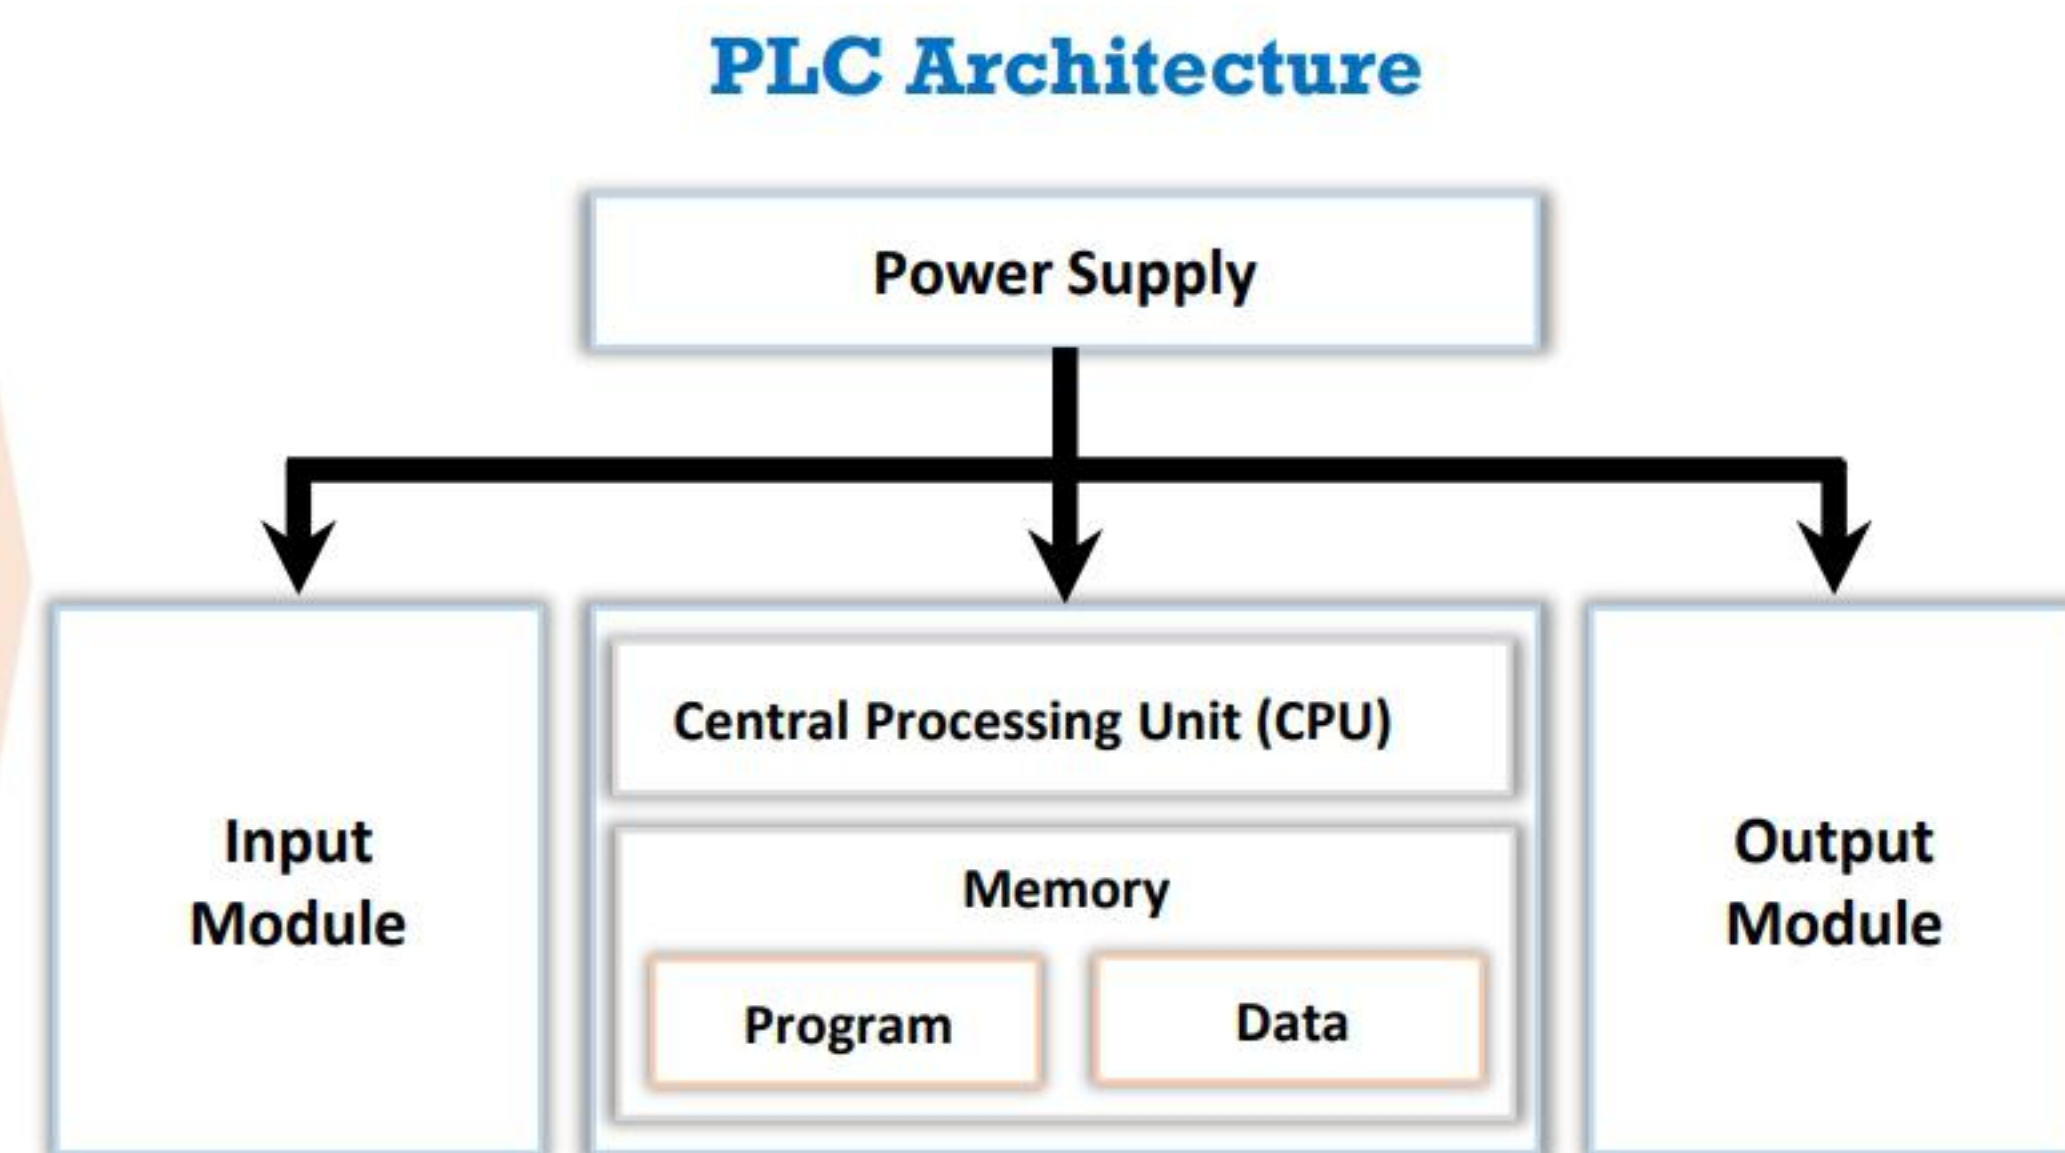 PLC Architecture
Power Supply
Input
Module
Central Processing Unit (CPU)
Memory
Program
Data
Output
Module